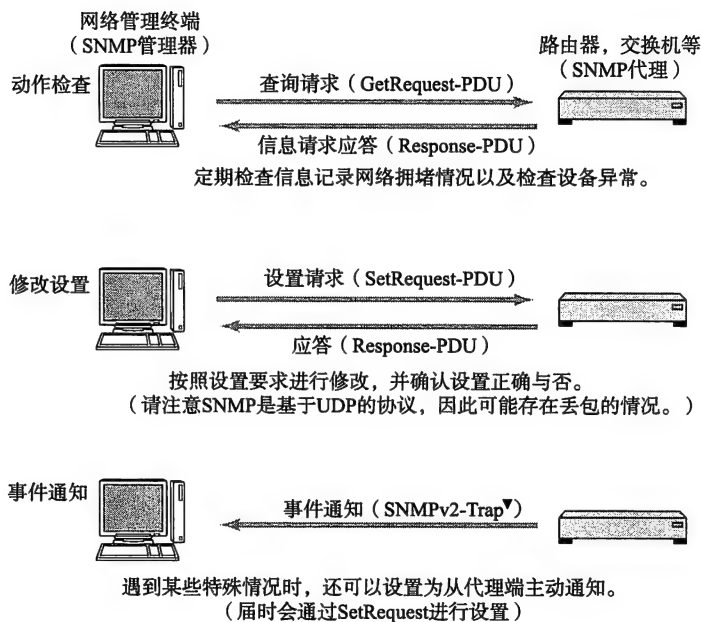 网络管理终端
（SNMP管理器）
路由器，交换机等
（SNMP代理）
动作检查
查询请求（GetRequest-PDU）
信息请求应答（Response-PDU）
定期检查信息记录网络拥堵情况以及检查设备异常。
修改设置
设置请求（SetRequest-PDU）
应答（Response-PDU）
按照设置要求进行修改，并确认设置正确与否。
（请注意SNMP是基于UDP的协议，因此可能存在丢包的情况。）
事件通知
事件通知（SNMPv2-Trap▼）
遇到某些特殊情况时，还可以设置为从代理端主动通知。
（届时会通过SetRequest进行设置）